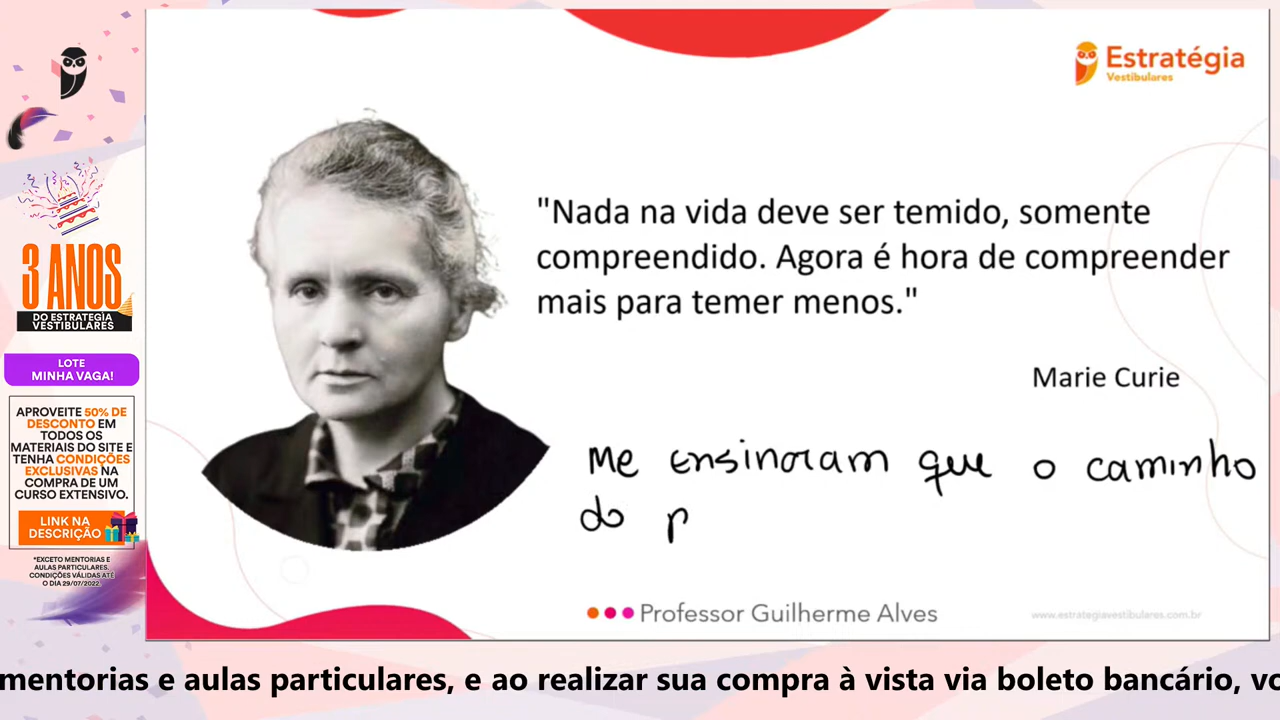 Estratégia
Vestibulares
"Nada na vida deve ser temido, somente
compreendido. Agora é hora de compreender
mais para temer menos."
Marie Curie
Me ensinaram que o caminho
do p
Professor Guilherme Alves
www.estrategiavestibulares.com.br
3 ANOS
DO ESTRATÉGIA
VESTIBULARES
LOTE
MINHA VAGA!
APROVEITE 50% DE
DESCONTO EM
TODOS OS
MATERIAIS DO SITE E
TENHA CONDIÇÕES
EXCLUSIVAS NA
COMPRA DE UM
CURSO EXTENSIVO.
LINK NA
DESCRIÇÃO
*EXCETO MENTORIAS E
AULAS PARTICULARES.
CONDIÇÕES VÁLIDAS ATÉ
O DIA 29/07/2022.
mentorias e aulas particulares, e ao realizar sua compra à vista via boleto bancário, vo